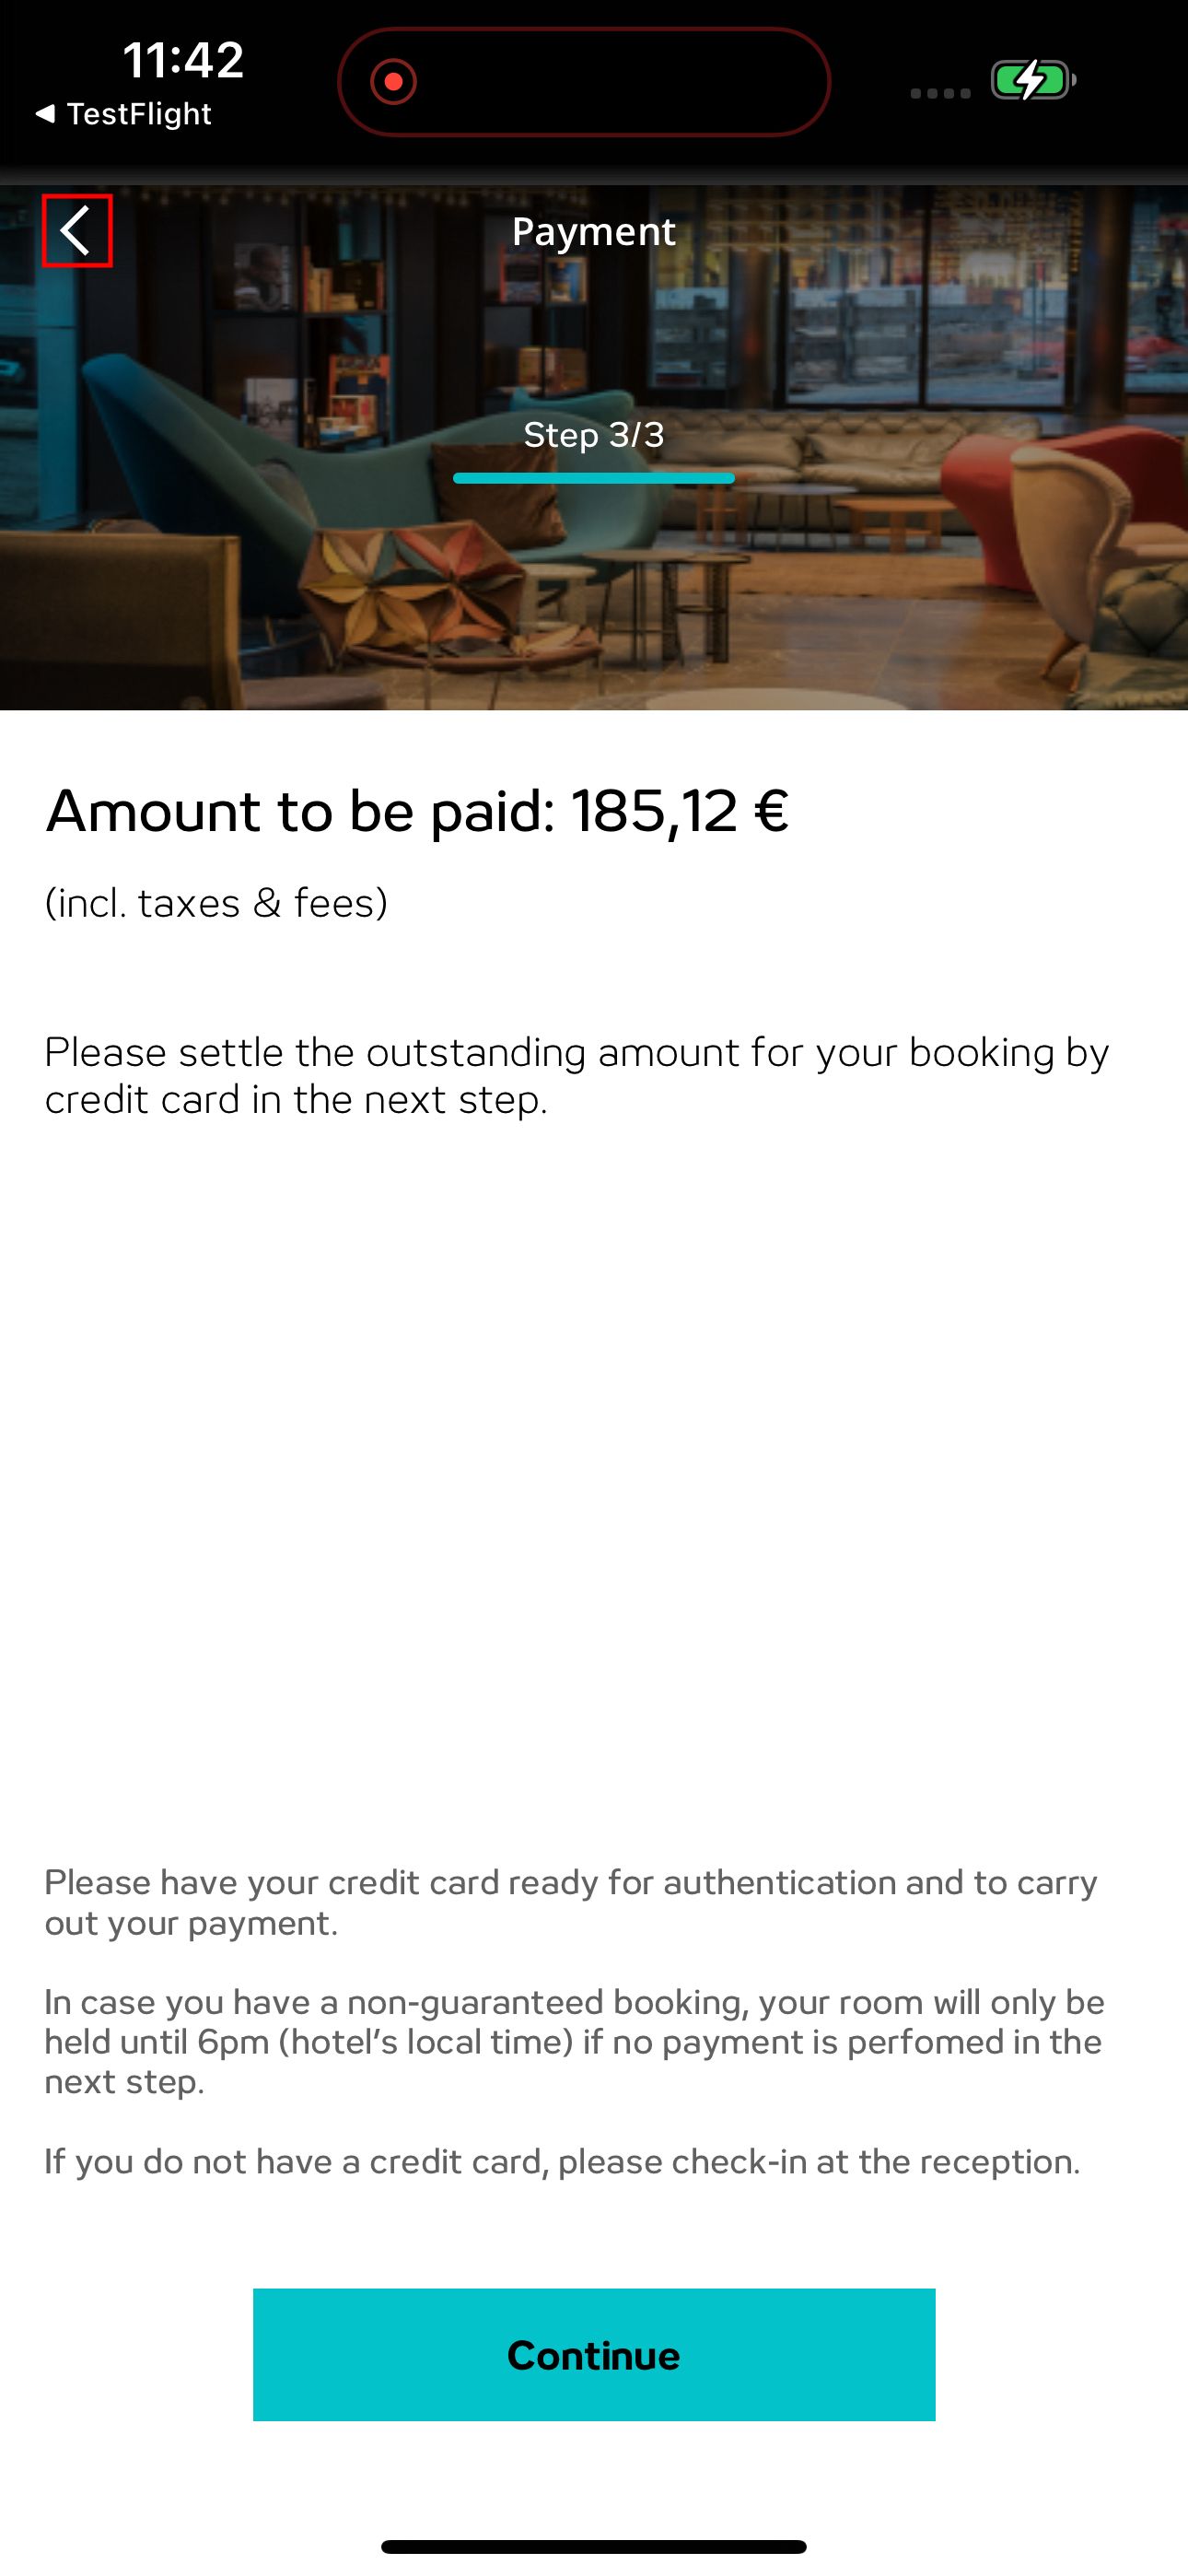 11:42
◀ TestFlight
Payment
Step 3/3
Amount to be paid: 185,12 €
(incl. taxes & fees)
Please settle the outstanding amount for your booking by
credit card in the next step.
Please have your credit card ready for authentication and to carry
out your payment.
In case you have a non-guaranteed booking, your room will only be
held until 6pm (hotel’s local time) if no payment is perfomed in the
next step.
If you do not have a credit card, please check-in at the reception.
Continue